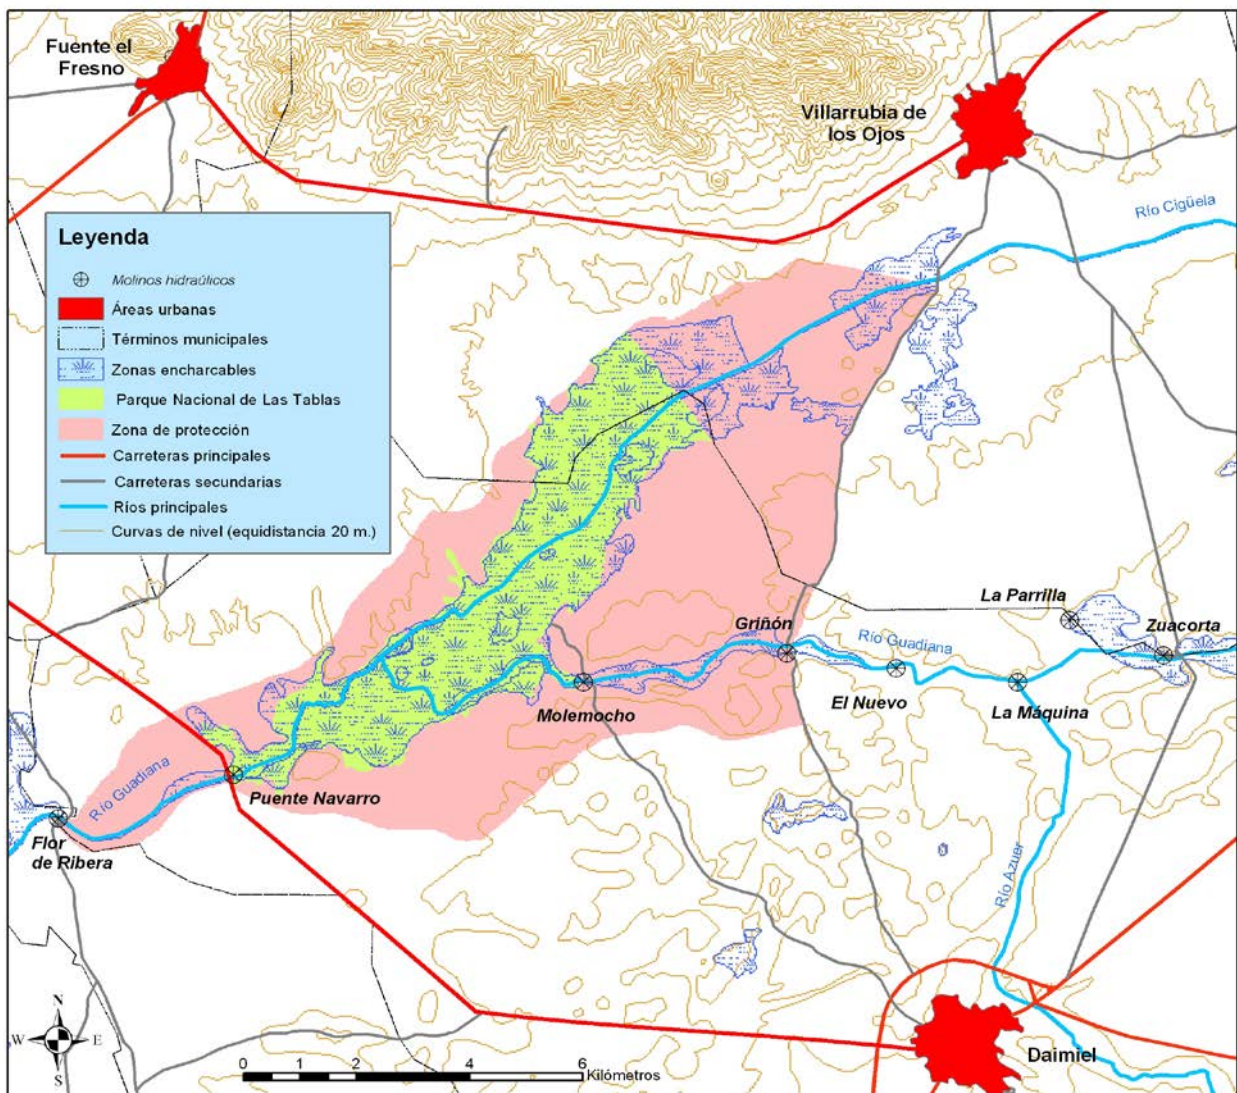 Fuente el
Fresno
Villarrubia de
los Ojos
Río Cigüela
Leyenda
Molinos hidraúlicos
Áreas urbanas
Términos municipales
Zonas encharcables
Parque Nacional de Las Tablas
Zona de protección
Carreteras principales
Carreteras secundarias
Ríos principales
Curvas de nivel (equidistancia 20 m.)
La Parrilla
Griñón
Zuacorta
Río Guadiana
El Nuevo
La Máquina
Molemocho
Río Guadiana
Puente Navarro
Flor
de Ribera
Río Azuer
N
W
E
S
0 1 2 4 6
Kilómetros
Daimiel